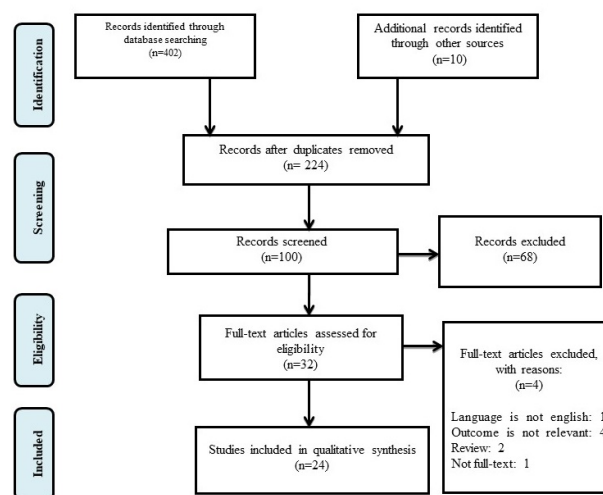 Identification
Records identified through
database searching
(n=402)
Additional records identified
through other sources
(n=10)
Records after duplicates removed
(n= 224)
Screening
Records screened
(n=100)
Records excluded
(n=68)
Eligibility
Full-text articles assessed for
eligibility
(n=32)
Full-text articles excluded,
with reasons:
(n=4)
Language is not english: 1
Outcome is not relevant: 4
Review: 2
Not full-text: 1
Included
Studies included in qualitative synthesis
(n=24)